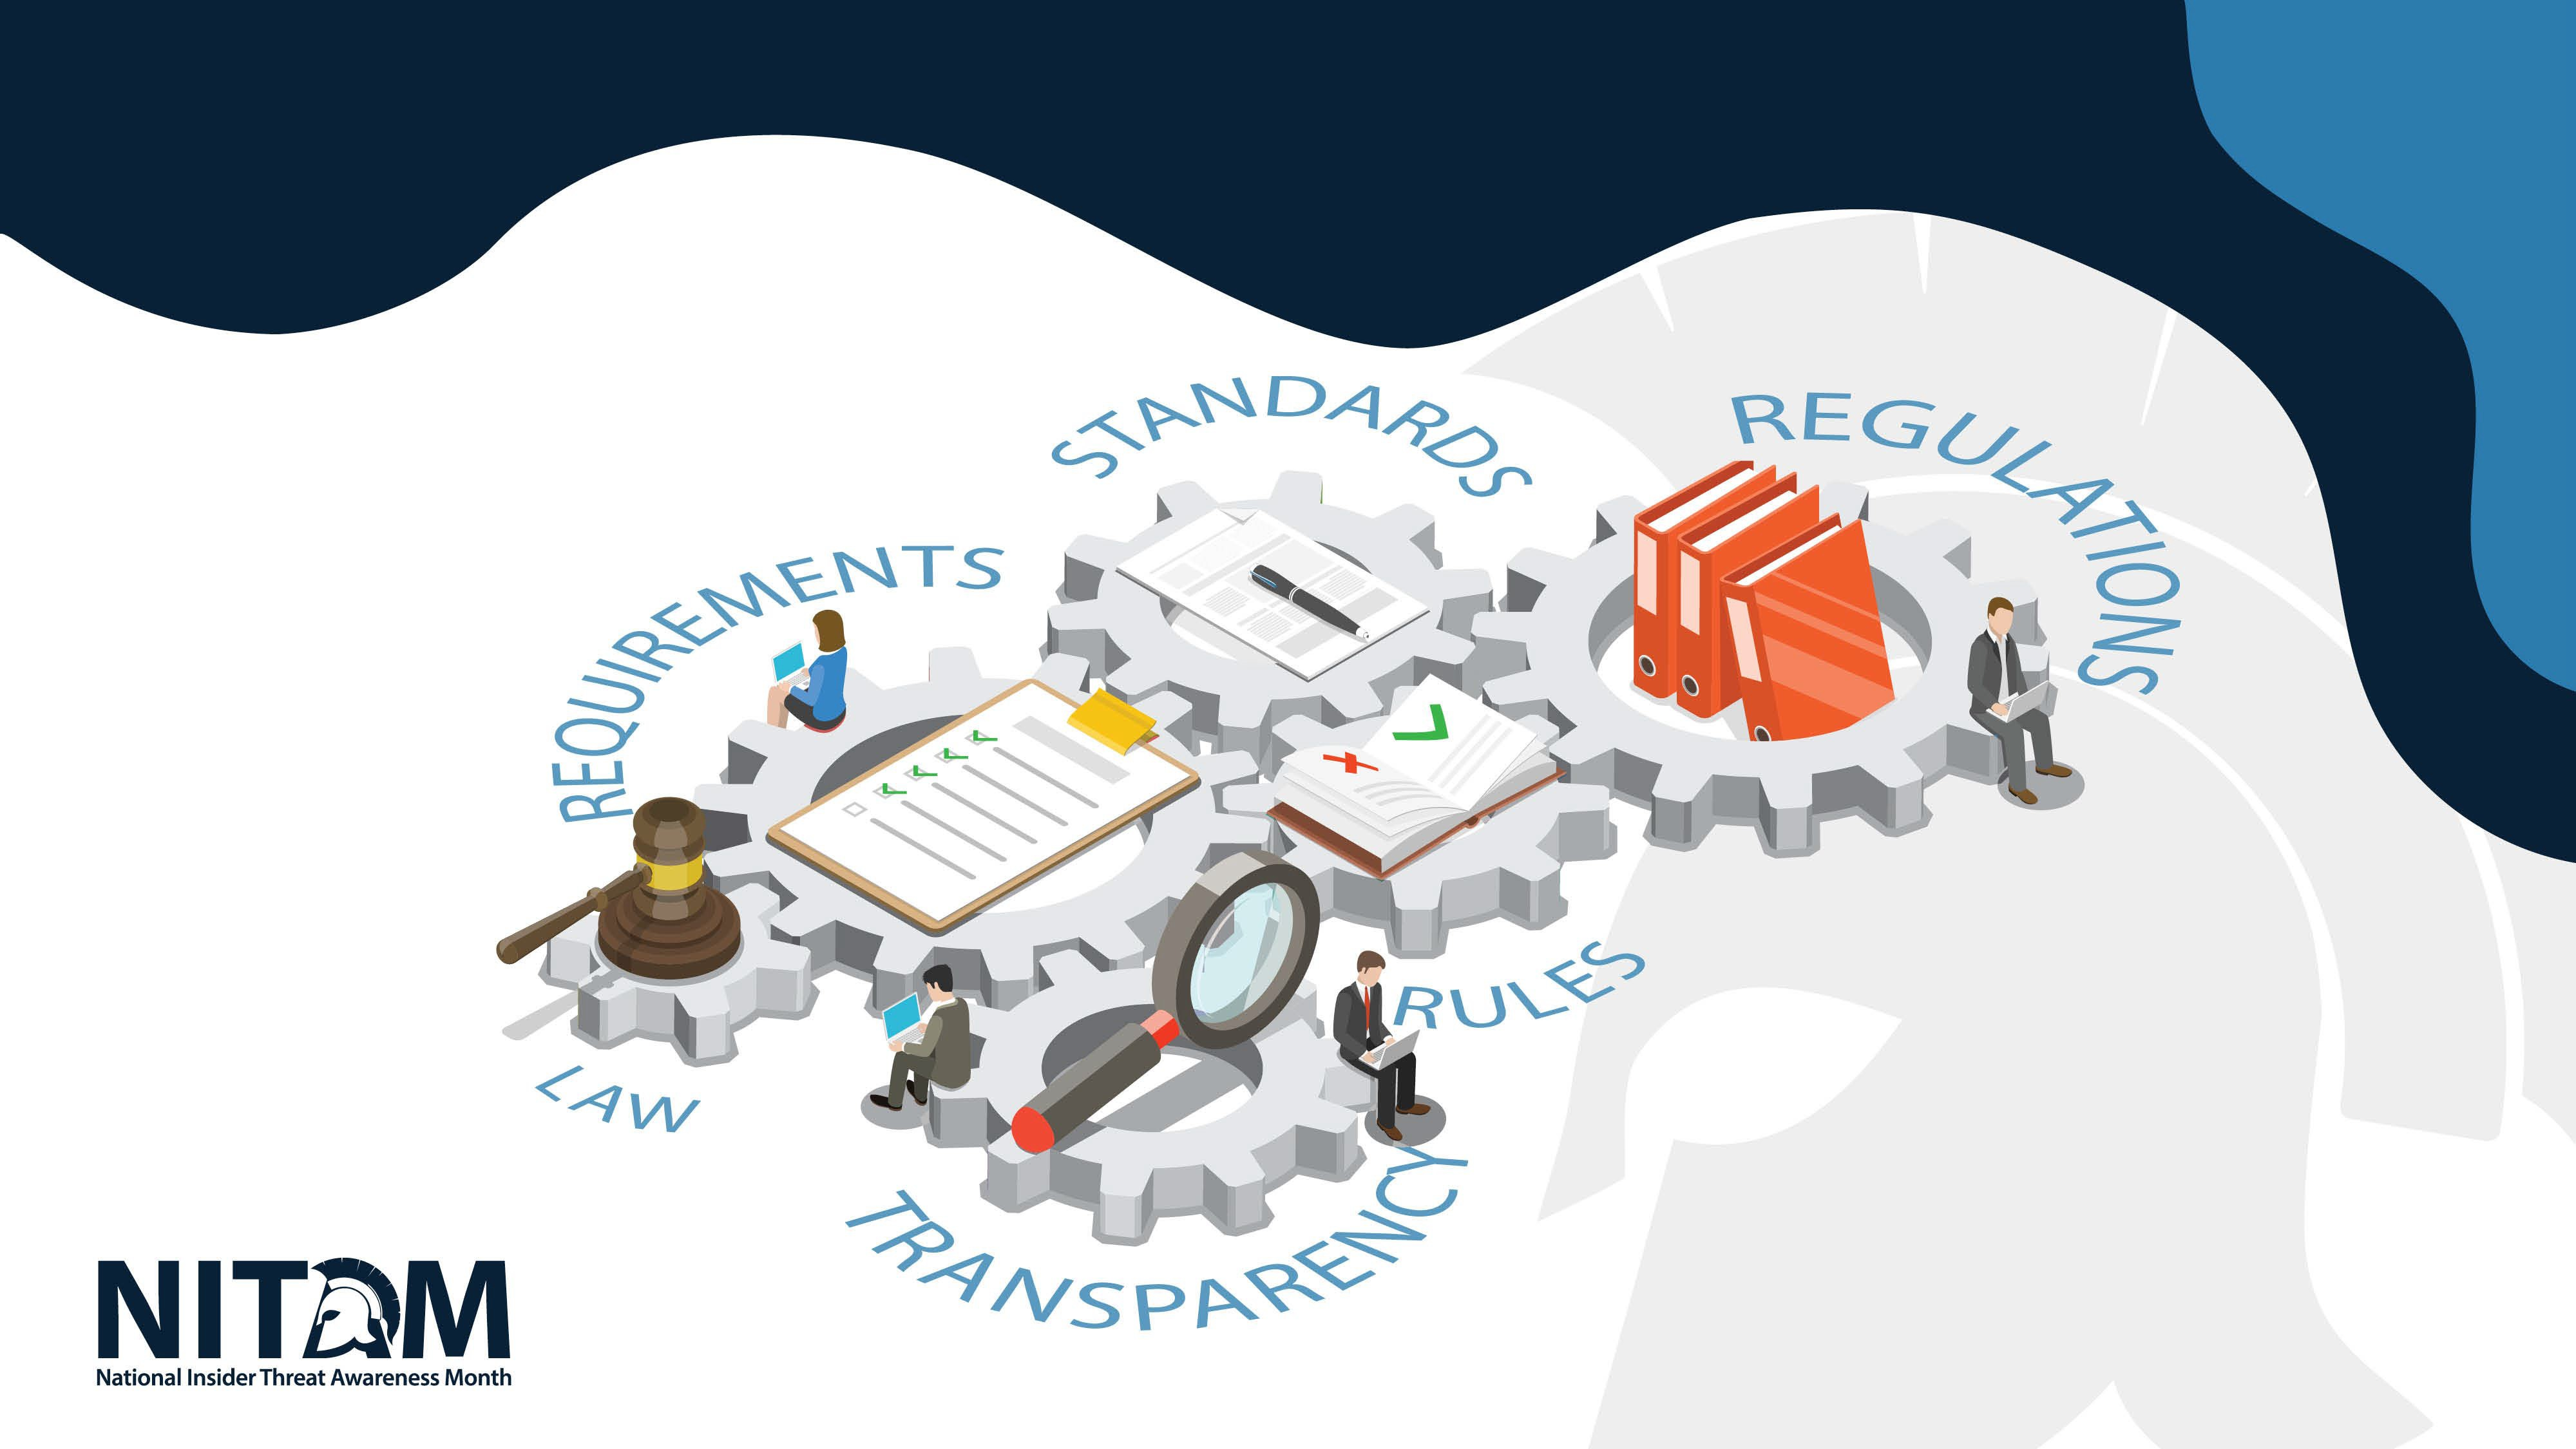 STANDARDS
REGULATIONS
REQUIREMENTS
RULES
LAW
TRANSPARENCY
NITAM
National Insider Threat Awareness Month